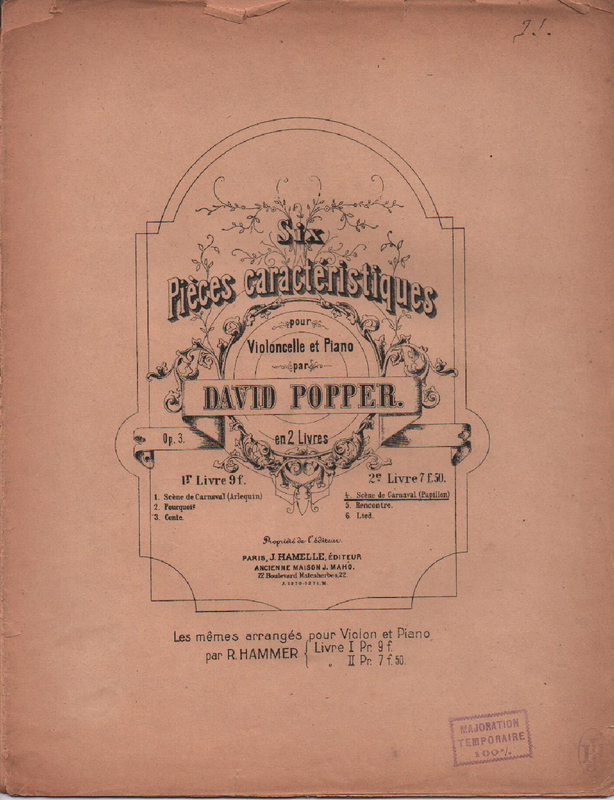 Six
Pièces caractéristiques
pour
Violoncelle et Piano
par
DAVID POPPER.
Op. 3.
en 2 Livres
1r Livre 9 f.
1. Scène de Carnaval (Arlequin)
2. Pourquoi?
3. Conte.
2e Livre 7 f. 50.
4. Scène de Carnaval (Papillon)
5. Rencontre.
6. Lied.
Propriété de l'éditeur.
PARIS, J. HAMELLE, ÉDITEUR
ANCIENNE MAISON J. MAHO.
22 Boulevard Malesherbes, 22
Les mêmes arrangés pour Violon et Piano
par R. HAMMER { Livre I Pr. 9 f.
„ II Pr. 7 f. 50.
MAJORATION
TEMPORAIRE
100%